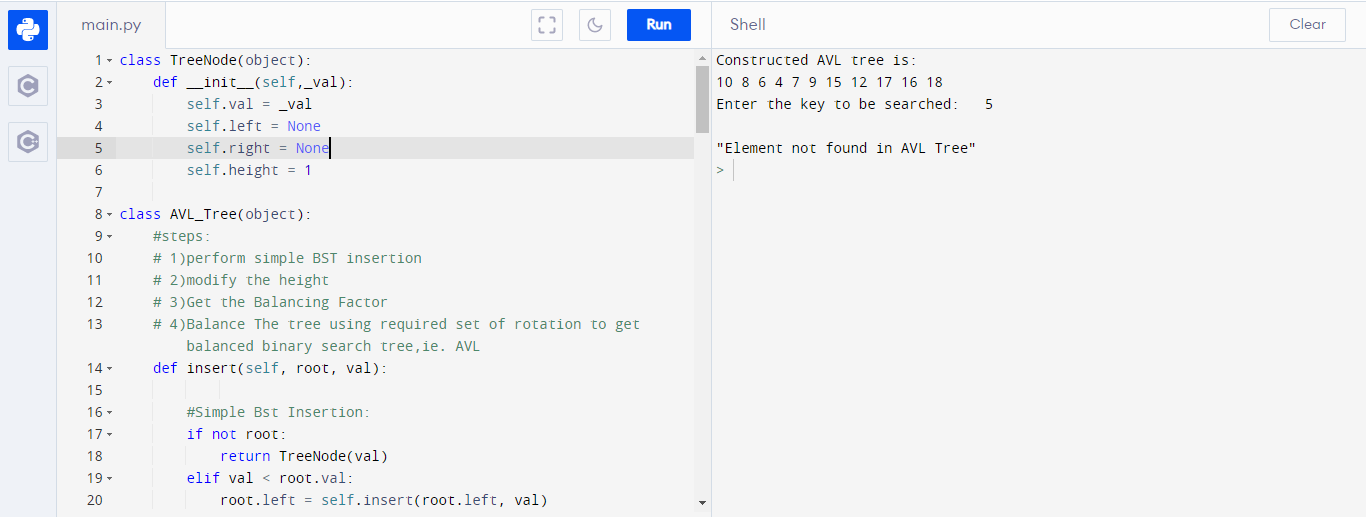 main.py
Run
1 class TreeNode(object):
2 def __init__(self,_val):
3 self.val = _val
4 self.left = None
5 self.right = None
6 self.height = 1
7
8 class AVL_Tree(object):
9 #steps:
10 # 1)perform simple BST insertion
11 # 2)modify the height
12 # 3)Get the Balancing Factor
13 # 4)Balance The tree using required set of rotation to get
balanced binary search tree,ie. AVL
14 def insert(self, root, val):
15
16 #Simple Bst Insertion:
17 if not root:
18 return TreeNode(val)
19 elif val < root.val:
20 root.left = self.insert(root.left, val)
Shell
Clear
Constructed AVL tree is:
10 8 6 4 7 9 15 12 17 16 18
Enter the key to be searched: 5
"Element not found in AVL Tree"
>